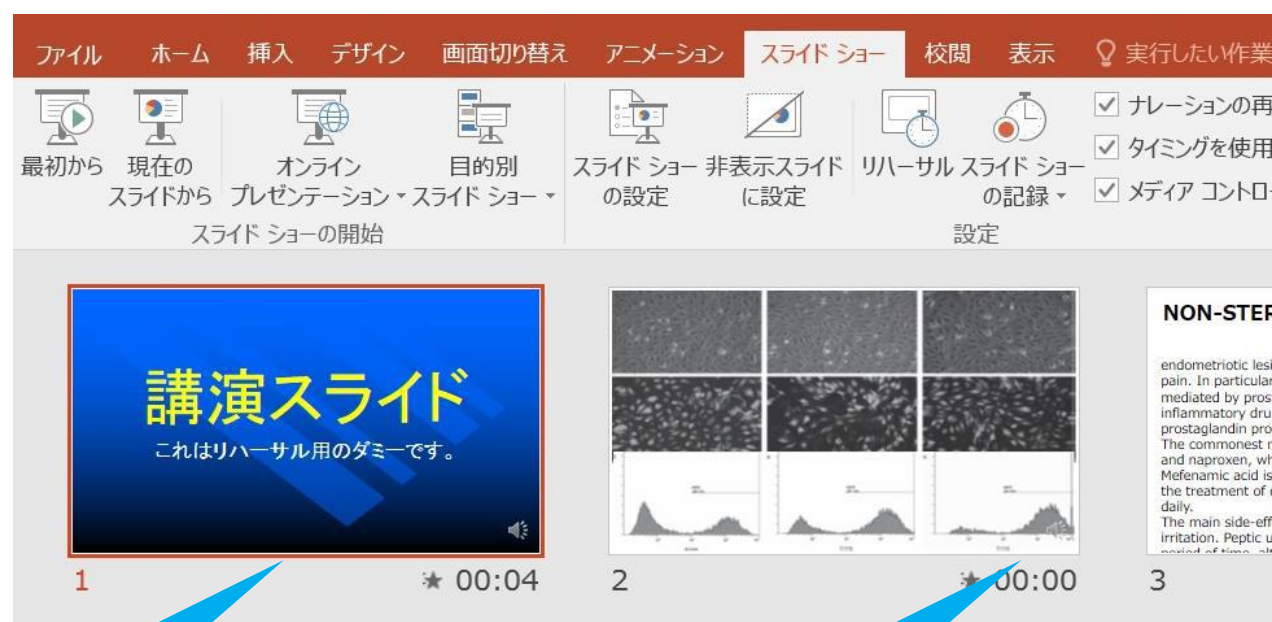 ファイル ホーム 挿入 デザイン 画面切り替え アニメーション スライド ショー 校閲 表示 実行したい作業
最初から
現在の
スライドから
オンライン
プレゼンテーション
目的別
スライド ショー
スライド ショーの開始
スライド ショー
の設定
非表示スライド
に設定
リハーサル
スライド ショー
の記録
ナレーションの再
タイミングを使用
メディア コントロ
設定
講演スライド
これはリハーサル用のダミーです。
1
00:04
2
00:00
NON-STER
endometriotic lesi
pain. In particular
mediated by pros
inflammatory dru
prostaglandin pro
The commonest
and naproxen, wh
Mefenamic acid is
the treatment of
daily.
The main side-eff
irritation. Peptic u
3